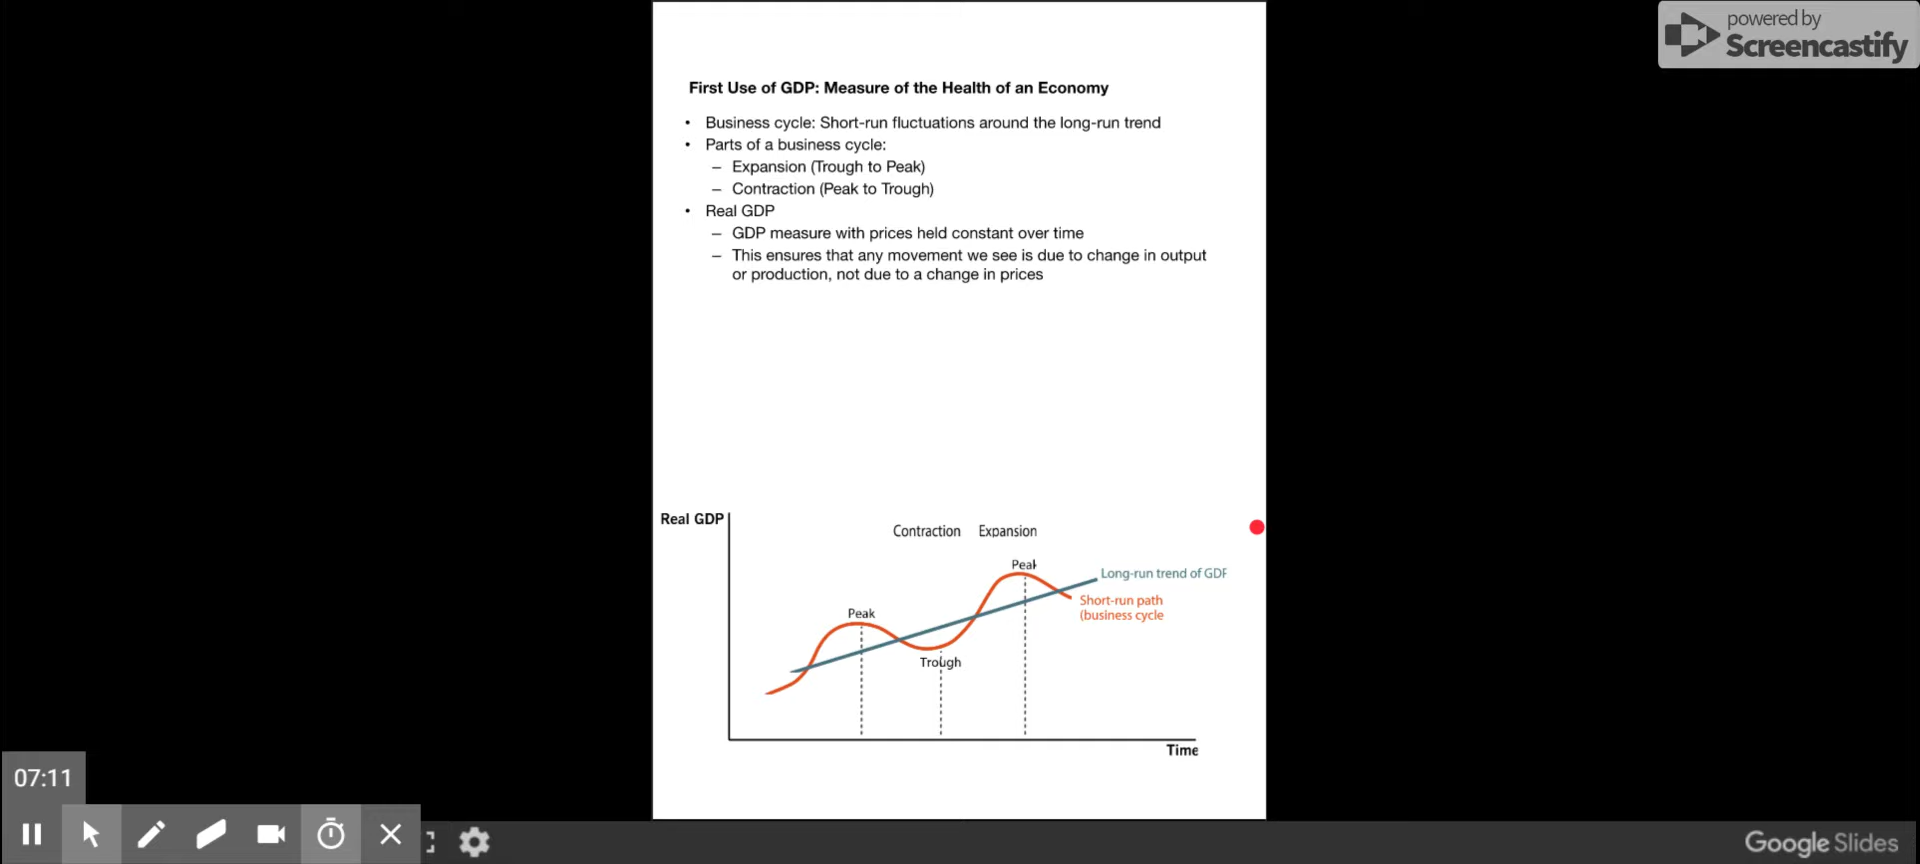 powered by
Screencastify
First Use of GDP: Measure of the Health of an Economy
• Business cycle: Short-run fluctuations around the long-run trend
• Parts of a business cycle:
– Expansion (Trough to Peak)
– Contraction (Peak to Trough)
• Real GDP
– GDP measure with prices held constant over time
– This ensures that any movement we see is due to change in output
or production, not due to a change in prices
Real GDP
Contraction Expansion
Peak
Long-run trend of GDP
Short-run path
(business cycle
Peak
Trough
Time
07:11
Google Slides